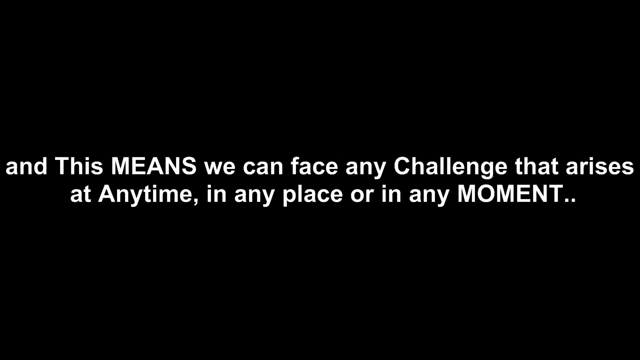 and This MEANS we can face any Challenge that arises
at Anytime, in any place or in any MOMENT..